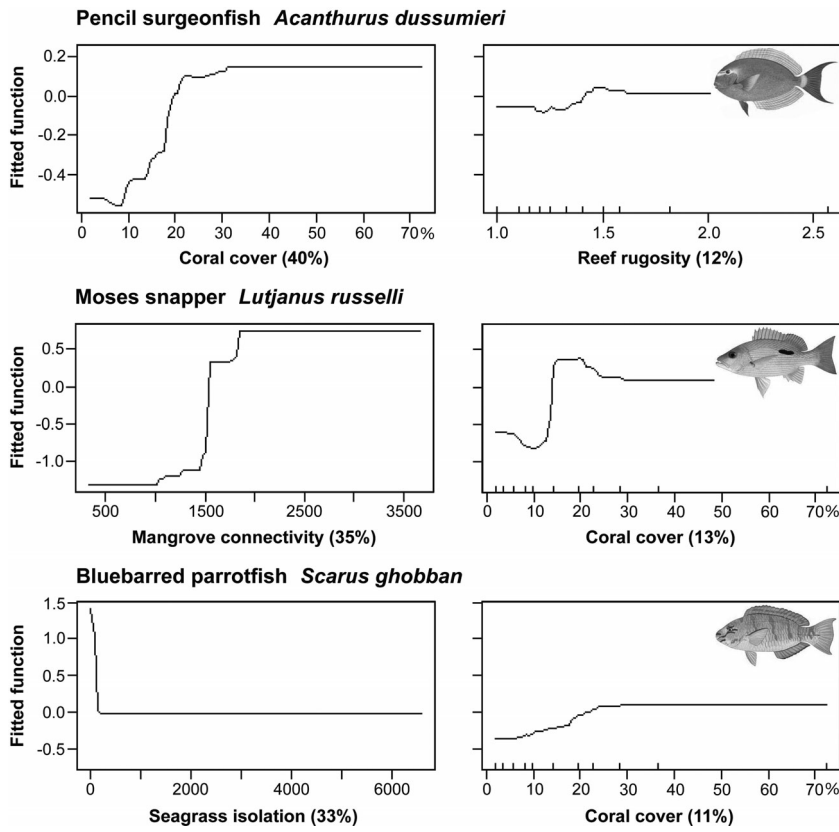 Pencil surgeonfish Acanthurus dussumieri
Fitted function
0.2
0.0
-0.2
-0.4
0 10 20 30 40 50 60 70%
Coral cover (40%)
1.0 1.5 2.0 2.5
Reef rugosity (12%)
Moses snapper Lutjanus russelli
Fitted function
0.5
0.0
-0.5
-1.0
500 1500 2500 3500
Mangrove connectivity (35%)
0 10 20 30 40 50 60 70%
Coral cover (13%)
Bluebarred parrotfish Scarus ghobban
Fitted function
1.5
1.0
0.5
0.0
-0.5
0 2000 4000 6000
Seagrass isolation (33%)
0 10 20 30 40 50 60 70%
Coral cover (11%)